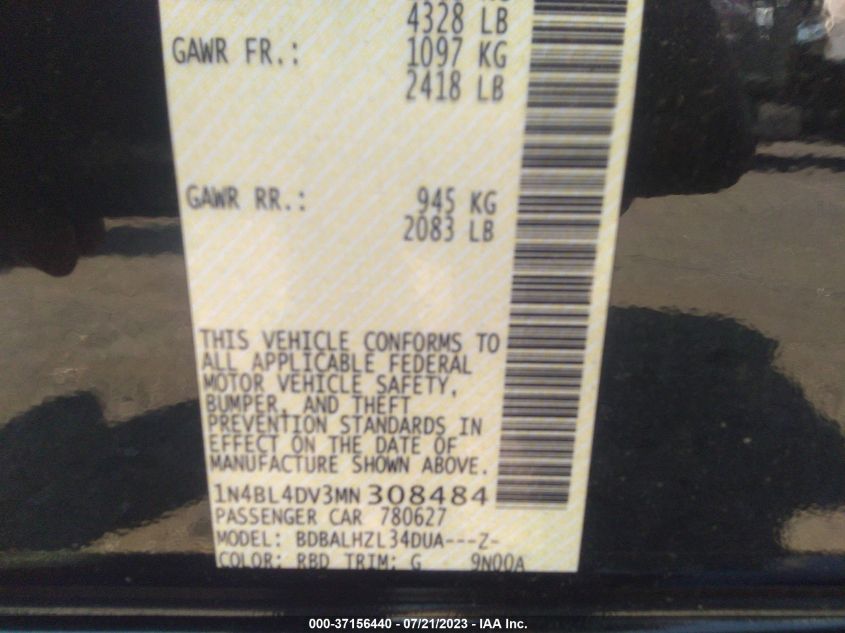 4328 LB
GAWR FR.: 1097 KG
2418 LB
GAWR RR.: 945 KG
2083 LB
THIS VEHICLE CONFORMS TO
ALL APPLICABLE FEDERAL
MOTOR VEHICLE SAFETY,
BUMPER, AND THEFT
PREVENTION STANDARDS IN
EFFECT ON THE DATE OF
MANUFACTURE SHOWN ABOVE.
1N4BL4DV3MN308484
PASSENGER CAR 780627
MODEL: BDBALHZL34DUA---Z-
COLOR: RBD TRIM: G 9N00A
000-37156440 - 07/21/2023 - IAA Inc.